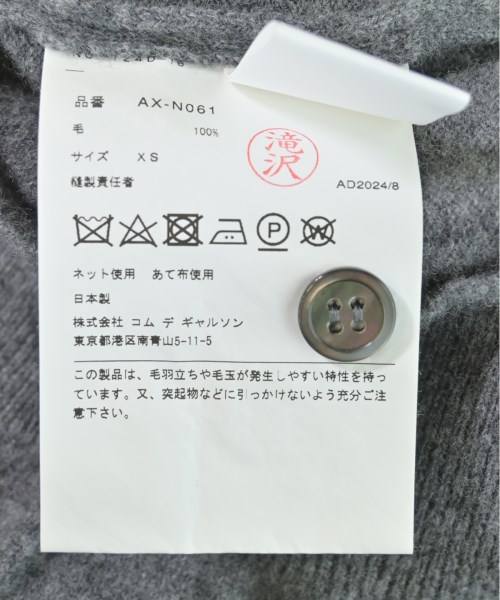 品番 AX-N061
毛 100%
サイズ XS
滝沢
縫製責任者 AD2024/8
ネット使用 あて布使用
日本製
株式会社 コム デ ギャルソン
東京都港区南青山5-11-5
この製品は、毛羽立ちや毛玉が発生しやすい特性を持っ
ています。又、突起物などに引っかけないよう充分ご注
意下さい。